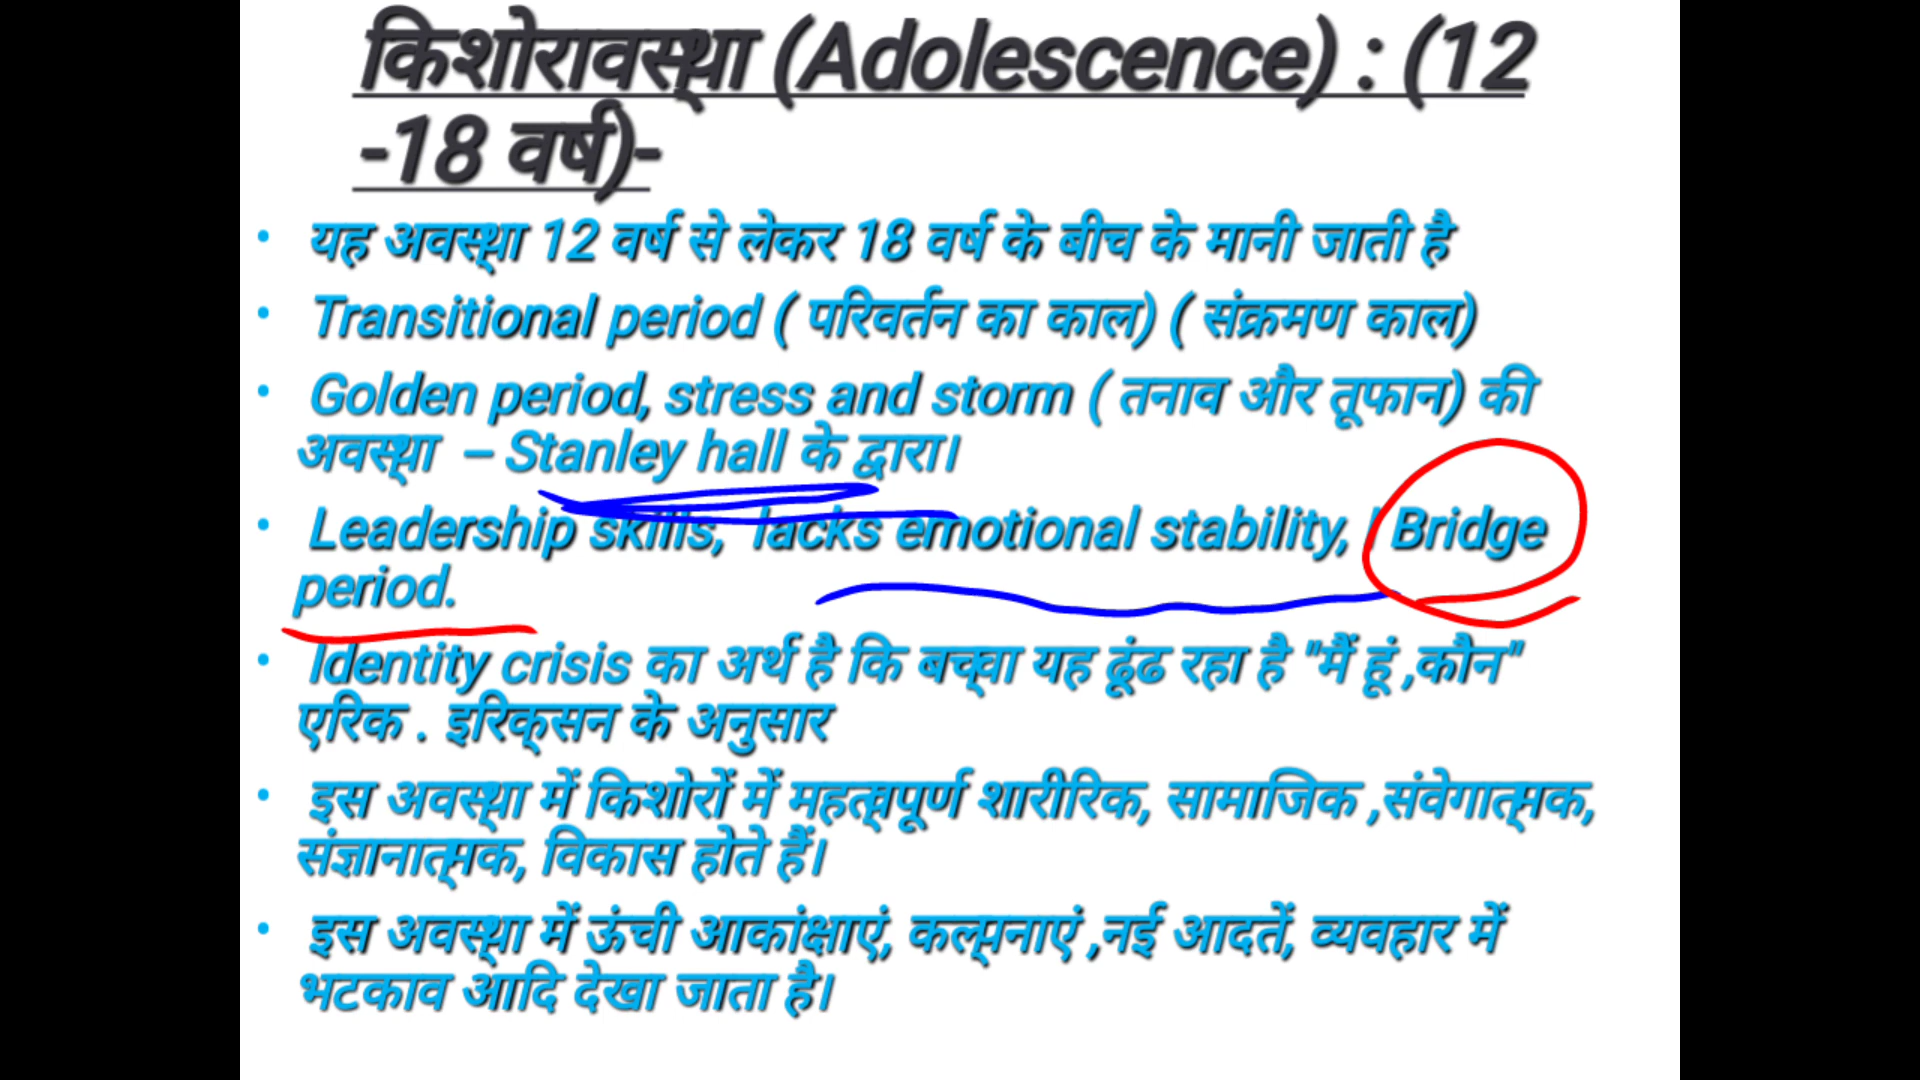 किशोरावस्था (Adolescence) : (12
-18 वर्ष)-
• यह अवस्था 12 वर्ष से लेकर 18 वर्ष के बीच के मानी जाती है
• Transitional period ( परिवर्तन का काल) ( संक्रमण काल)
• Golden period, stress and storm ( तनाव और तूफान) की
अवस्था – Stanley hall के द्वारा।
• Leadership skills, lacks emotional stability, | Bridge
period.
• Identity crisis का अर्थ है कि बच्चा यह ढूंढ रहा है "मैं हूं ,कौन"
एरिक . इरिक्सन के अनुसार
• इस अवस्था में किशोरों में महत्वपूर्ण शारीरिक, सामाजिक ,संवेगात्मक,
संज्ञानात्मक, विकास होते हैं।
• इस अवस्था में ऊंची आकांक्षाएं, कल्पनाएं ,नई आदतें, व्यवहार में
भटकाव आदि देखा जाता है।